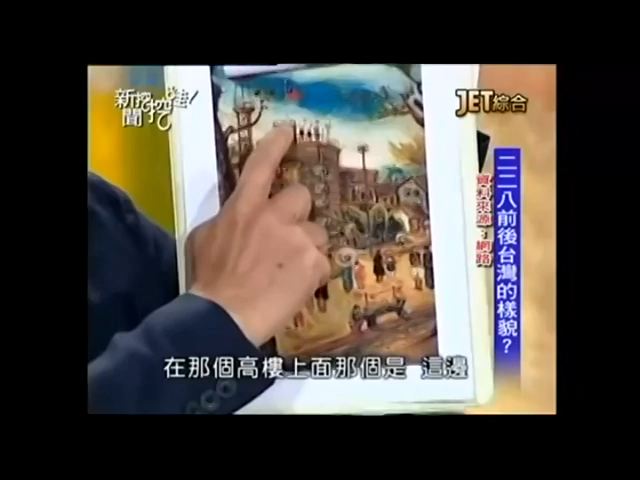 新聞挖挖哇!
JET綜合
二二八前後台灣的樣貌?
資料來源:網路
在那個高樓上面那個是 這邊